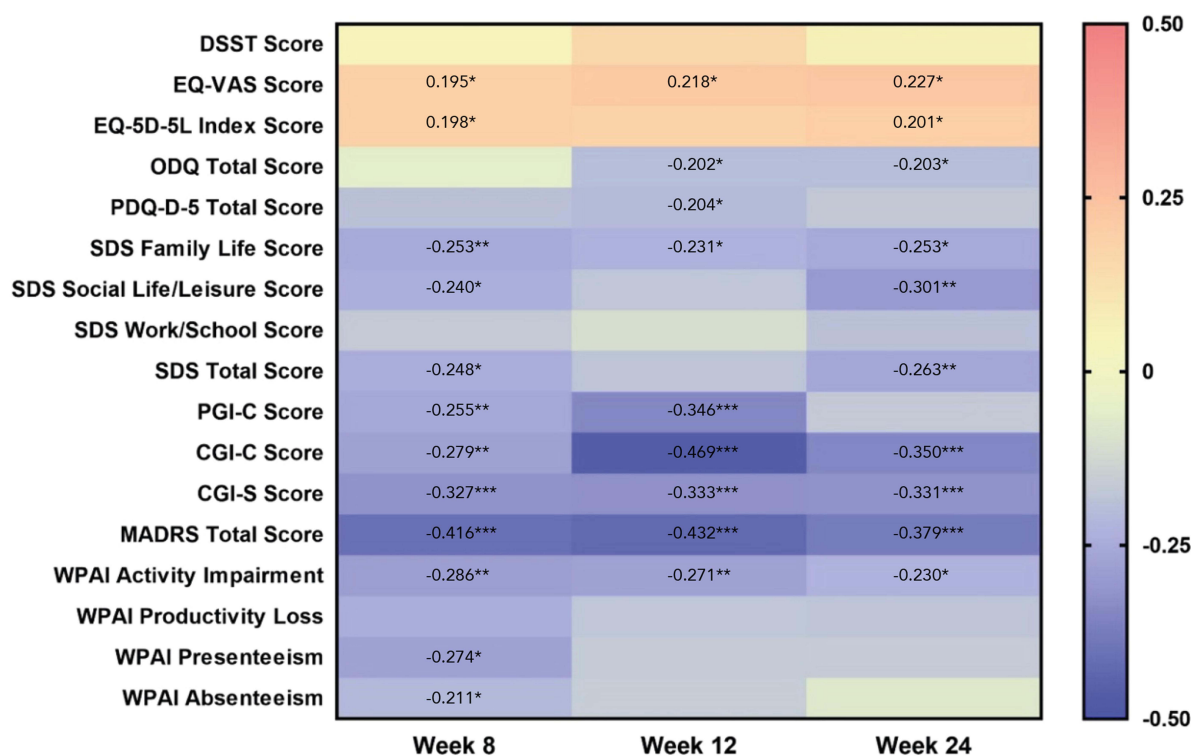 DSST Score
EQ-VAS Score 0.195* 0.218* 0.227*
EQ-5D-5L Index Score 0.198* 0.201*
ODQ Total Score -0.202* -0.203*
PDQ-D-5 Total Score -0.204*
SDS Family Life Score -0.253** -0.231* -0.253*
SDS Social Life/Leisure Score -0.240* -0.301**
SDS Work/School Score
SDS Total Score -0.248* -0.263**
PGI-C Score -0.255** -0.346***
CGI-C Score -0.279** -0.469*** -0.350***
CGI-S Score -0.327*** -0.333*** -0.331***
MADRS Total Score -0.416*** -0.432*** -0.379***
WPAI Activity Impairment -0.286** -0.271** -0.230*
WPAI Productivity Loss
WPAI Presenteeism -0.274*
WPAI Absenteeism -0.211*
Week 8 Week 12 Week 24
0.50
0.25
0
-0.25
-0.50